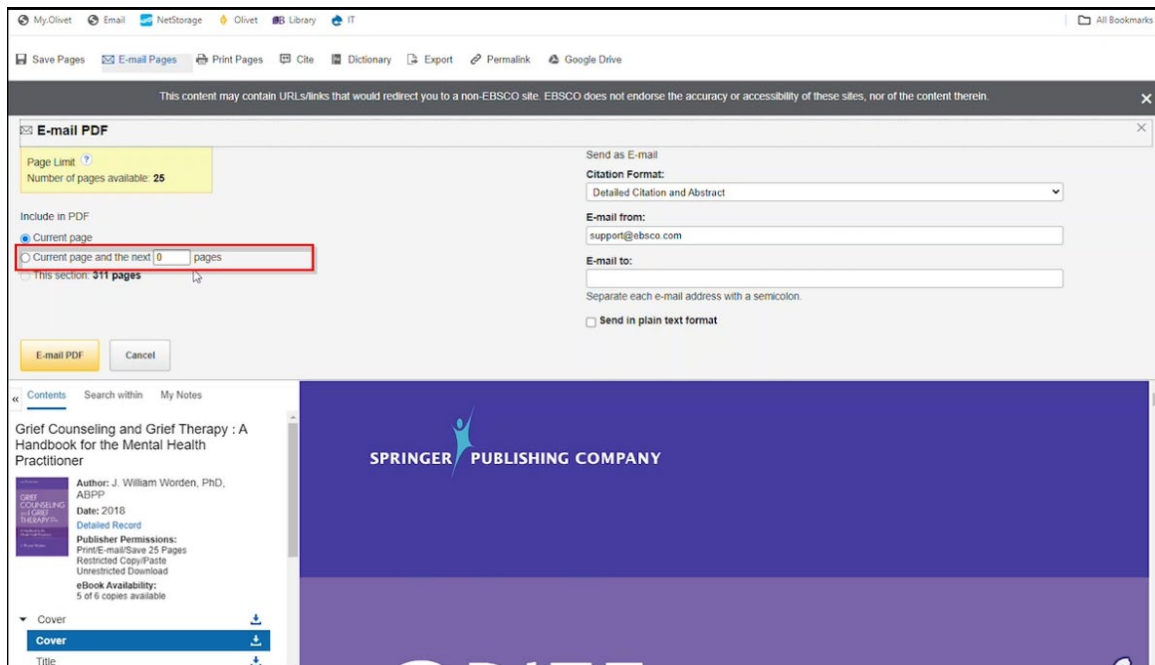 My.Olivet Email NetStorage Olivet Library IT All Bookmarks
Save Pages E-mail Pages Print Pages Cite Dictionary Export Permalink Google Drive
This content may contain URLs/links that would redirect you to a non-EBSCO site. EBSCO does not endorse the accuracy or accessibility of these sites, nor of the content therein.
E-mail PDF
Page Limit ?
Number of pages available: 25
Include in PDF
Current page
Current page and the next 0 pages
This section: 311 pages
Send as E-mail
Citation Format:
Detailed Citation and Abstract
E-mail from:
support@ebsco.com
E-mail to:
Separate each e-mail address with a semicolon.
Send in plain text format
E-mail PDF Cancel
« Contents Search within My Notes
Grief Counseling and Grief Therapy : A
Handbook for the Mental Health
Practitioner
GRIEF
COUNSELING
and GRIEF
THERAPY
Author: J. William Worden, PhD,
ABPP
Date: 2018
Detailed Record
Publisher Permissions:
Print/E-mail/Save 25 Pages
Restricted Copy/Paste
Unrestricted Download
eBook Availability:
5 of 6 copies available
Cover
Cover
Title
SPRINGER PUBLISHING COMPANY